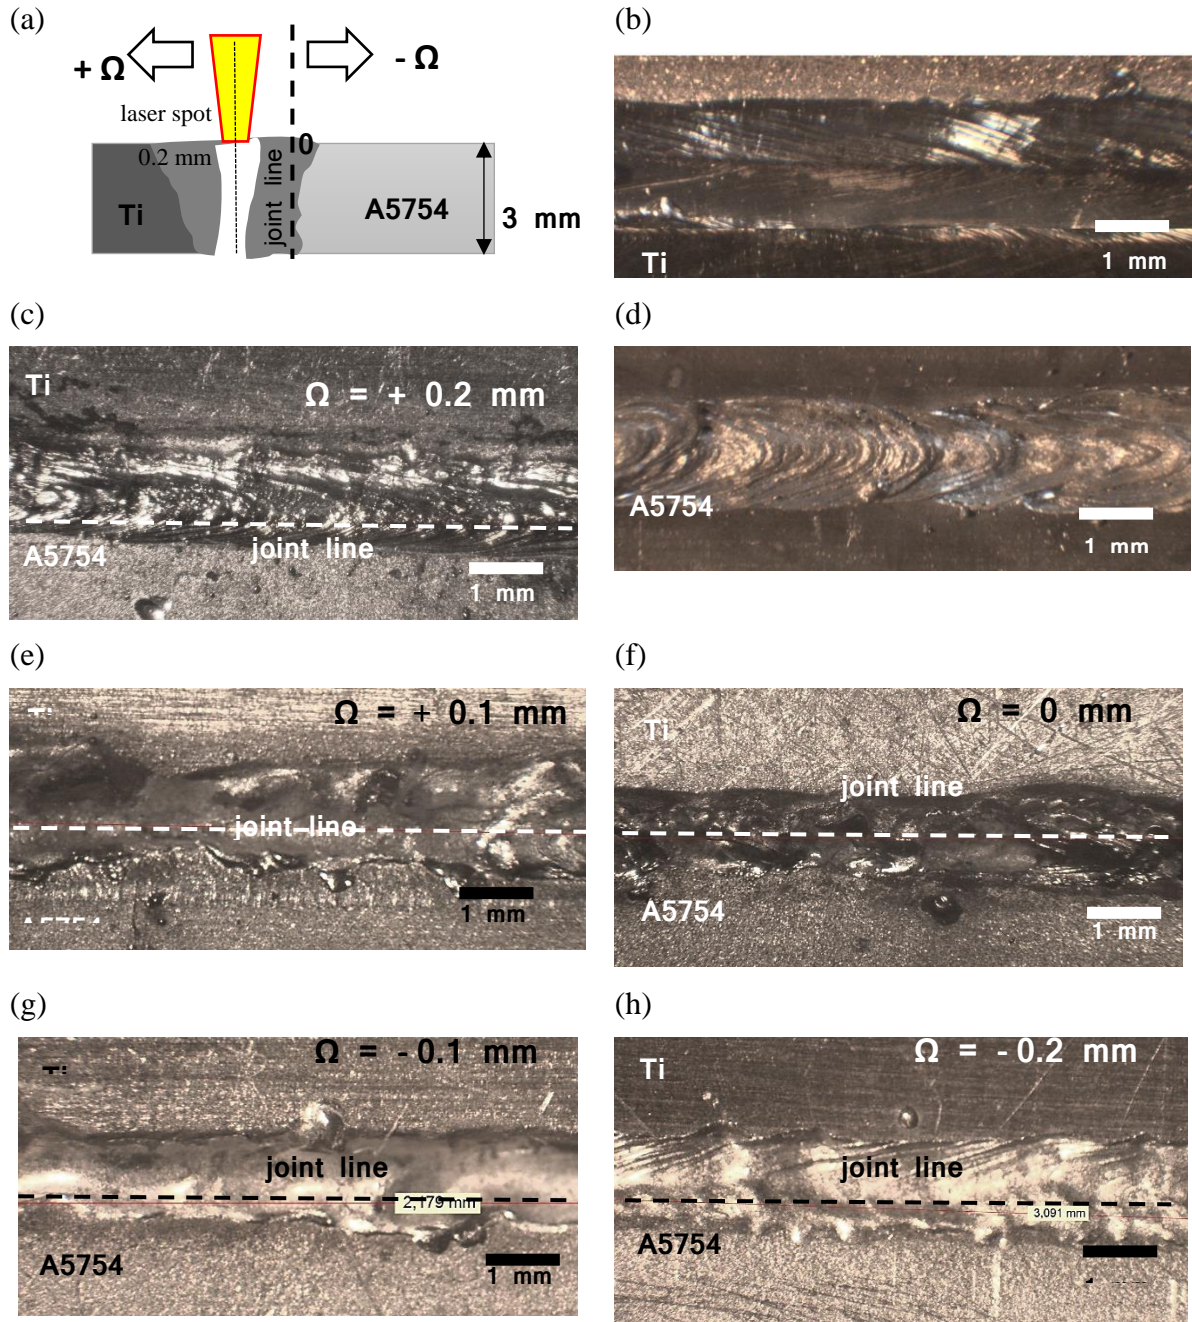 (a)
+ Ω
- Ω
laser spot
0
0.2 mm
joint line
Ti
A5754
3 mm
(b)
Ti
1 mm
(c)
Ti
Ω = + 0.2 mm
joint line
A5754
1 mm
(d)
A5754
1 mm
(e)
Ω = + 0.1 mm
joint line
1 mm
(f)
Ti
Ω = 0 mm
joint line
A5754
1 mm
(g)
Ω = - 0.1 mm
joint line
2,179 mm
A5754
1 mm
(h)
Ti
Ω = - 0.2 mm
joint line
3,091 mm
A5754